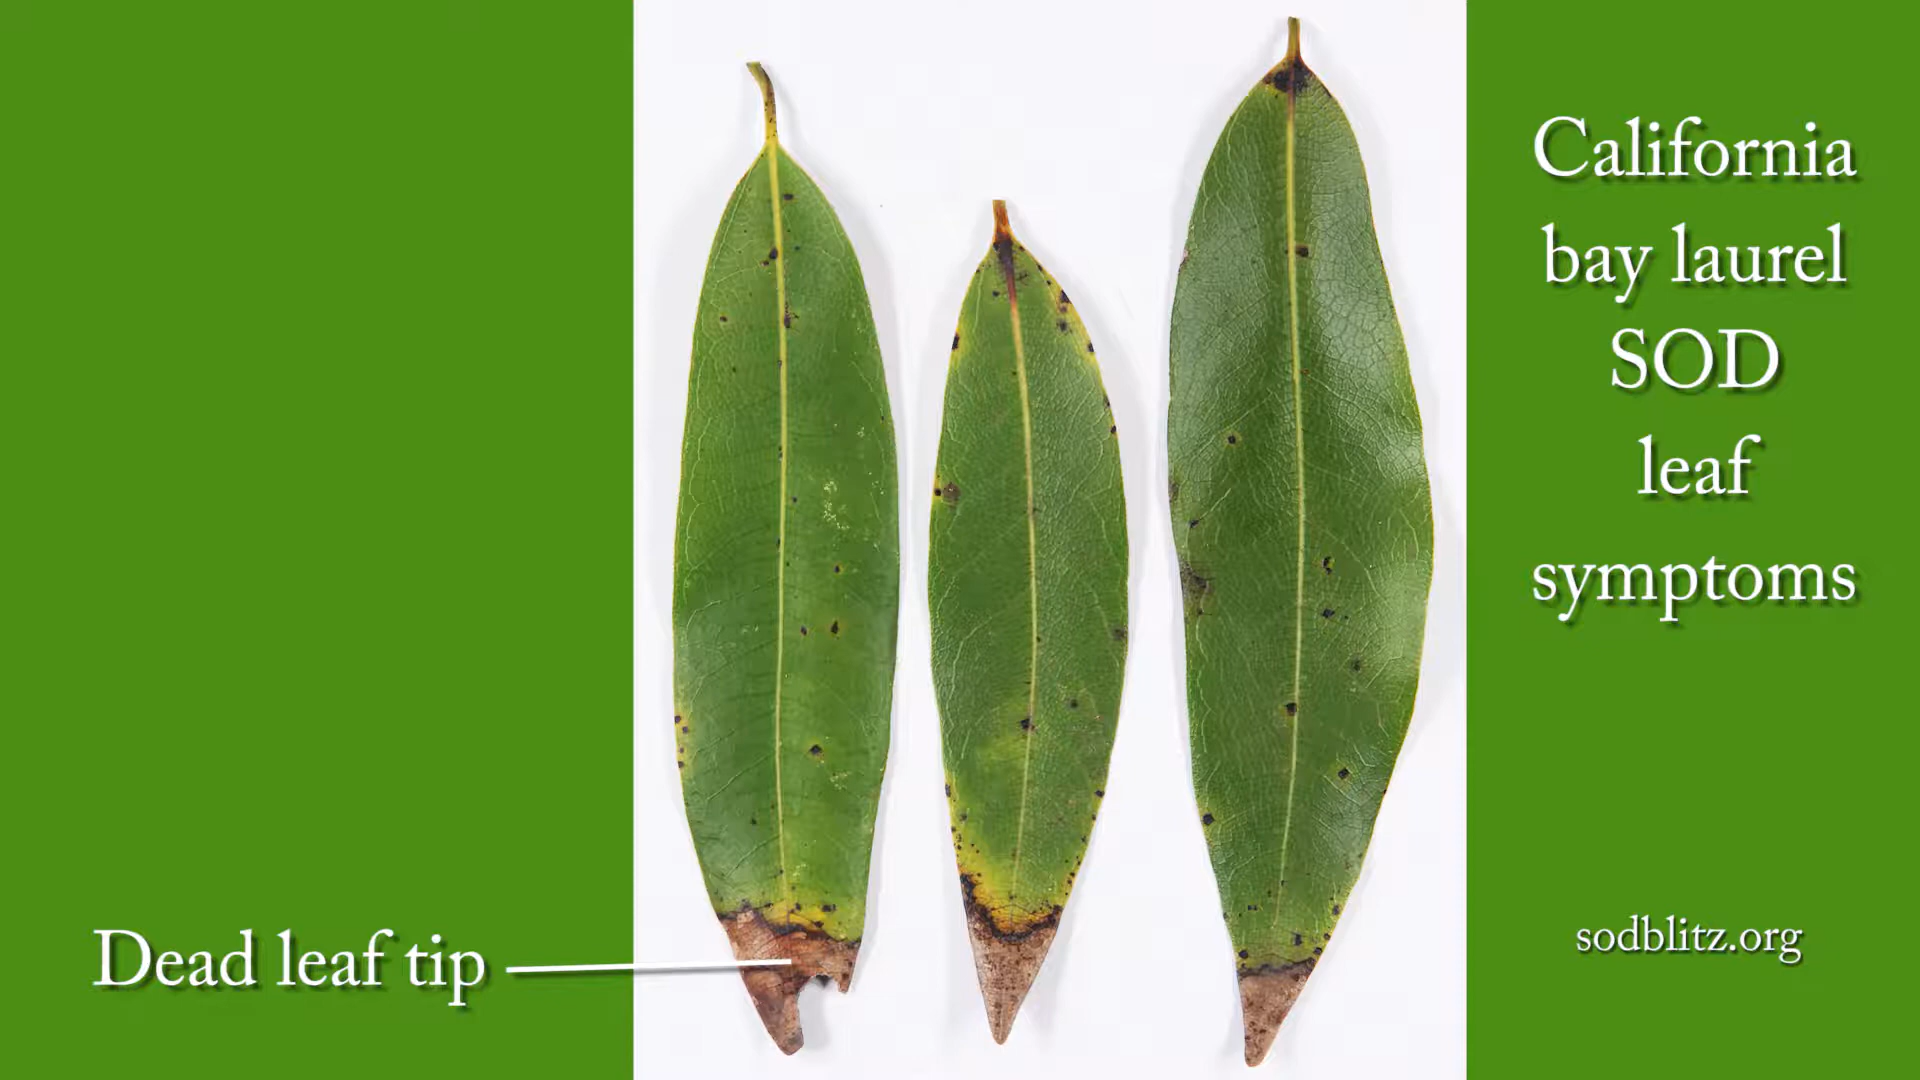 California
bay laurel
SOD
leaf
symptoms
Dead leaf tip
sodblitz.org